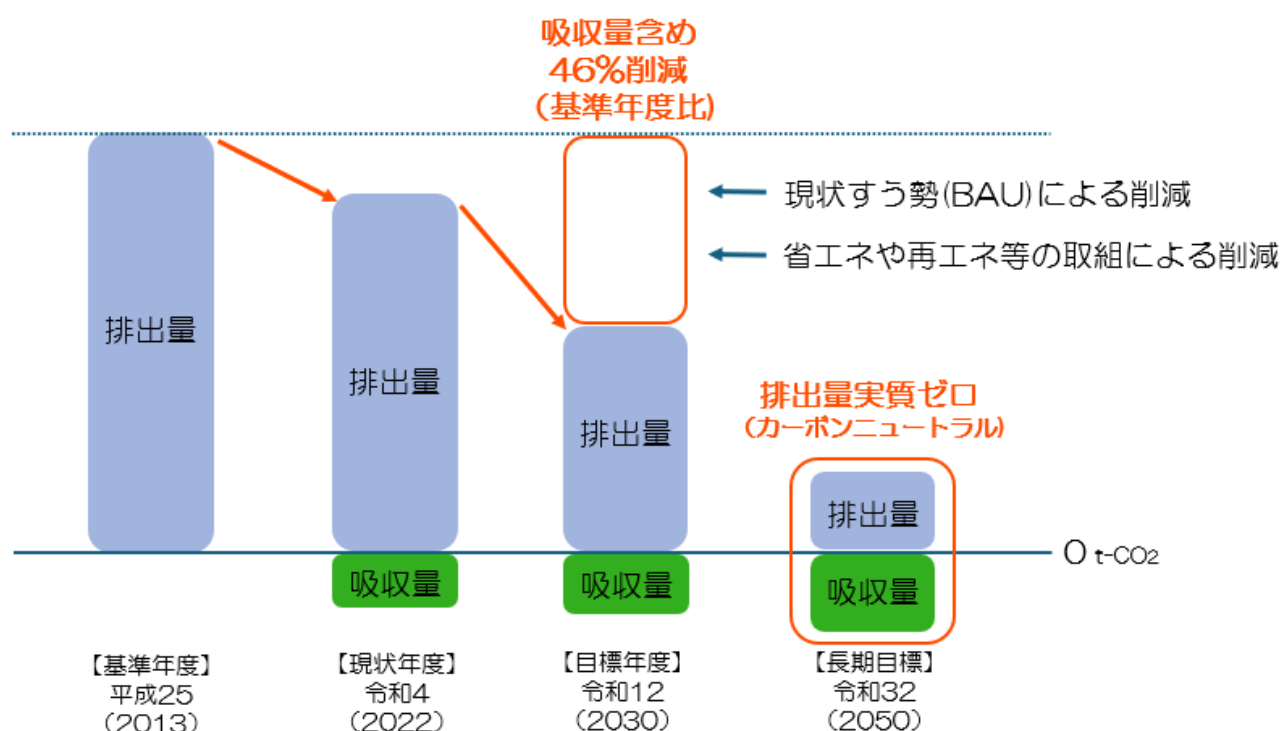 吸収量含め
46%削減
(基準年度比)
現状すう勢(BAU)による削減
省エネや再エネ等の取組による削減
排出量
排出量
排出量
排出量実質ゼロ
(カーボンニュートラル)
排出量
0 t-CO2
吸収量
吸収量
吸収量
【基準年度】
平成25
(2013)
【現状年度】
令和4
(2022)
【目標年度】
令和12
(2030)
【長期目標】
令和32
(2050)